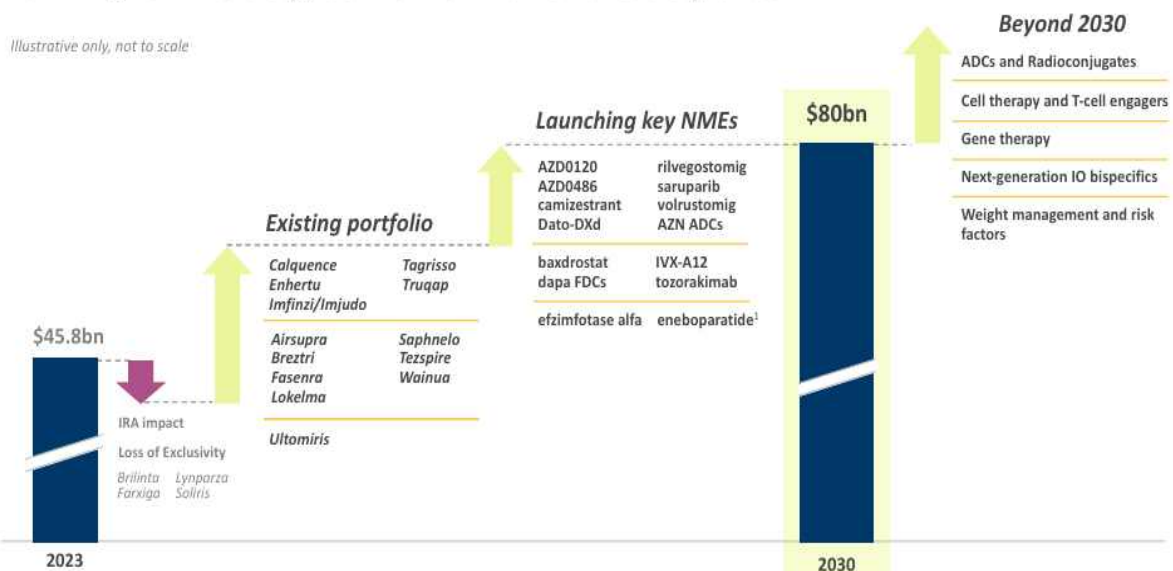 Illustrative only, not to scale
$45.8bn
IRA impact
Loss of Exclusivity
Brilinta Lynparza
Farxiga Soliris
2023
Existing portfolio
Calquence Tagrisso
Enhertu Truqap
Imfinzi/Imjudo
Airsupra Saphnelo
Breztri Tezspire
Fasenra Wainua
Lokelma
Ultomiris
Launching key NMEs
AZD0120 rilvegostomig
AZD0486 saruparib
camizestrant volrustomig
Dato-DXd AZN ADCs
baxdrostat IVX-A12
dapa FDCs tozorakimab
efzimfotase alfa eneboparatide¹
$80bn
2030
Beyond 2030
ADCs and Radioconjugates
Cell therapy and T-cell engagers
Gene therapy
Next-generation IO bispecifics
Weight management and risk
factors